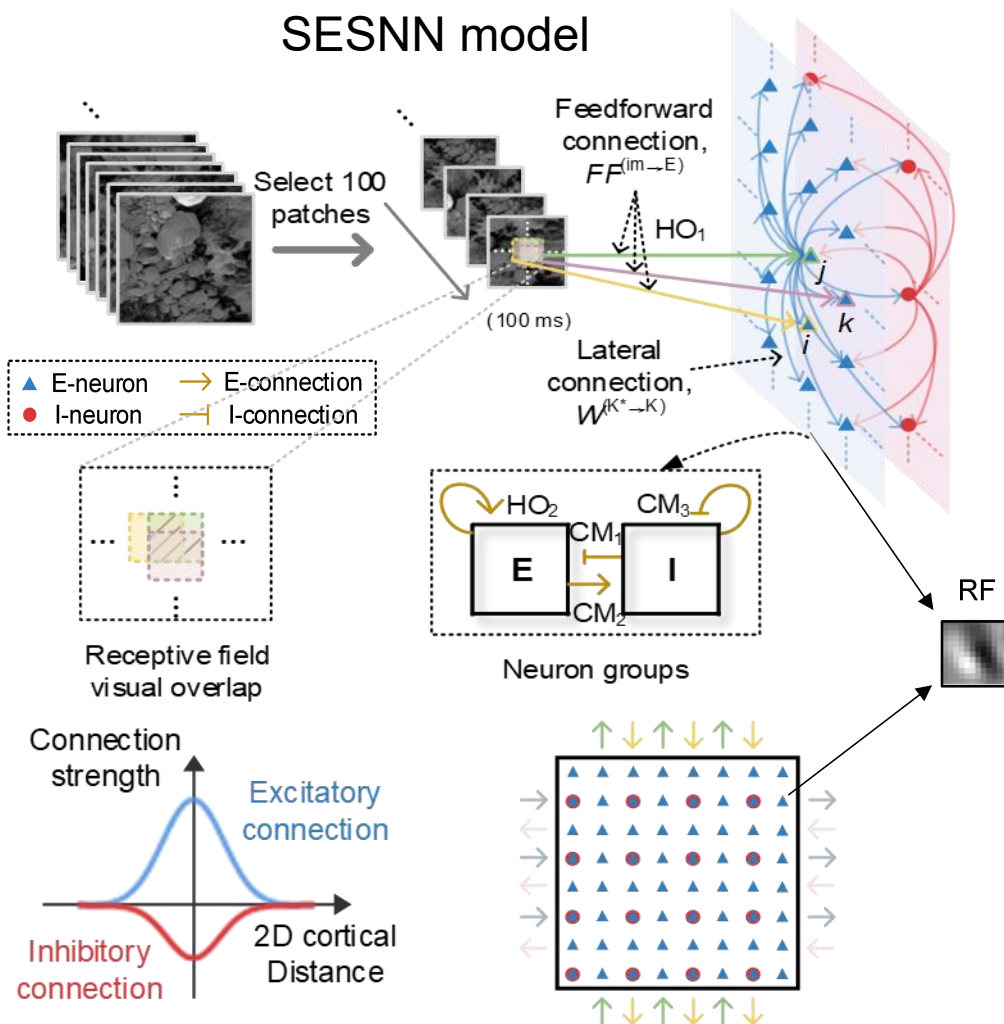 SESNN model
Feedforward
connection,
FF(im→E)
Select 100
patches
HO1
j
k
i
(100 ms)
Lateral
connection,
W(K*→K)
E-neuron
E-connection
I-neuron
I-connection
HO2
CM3
CM1
E
I
CM2
RF
Receptive field
visual overlap
Neuron groups
Connection
strength
Excitatory
connection
2D cortical
Distance
Inhibitory
connection